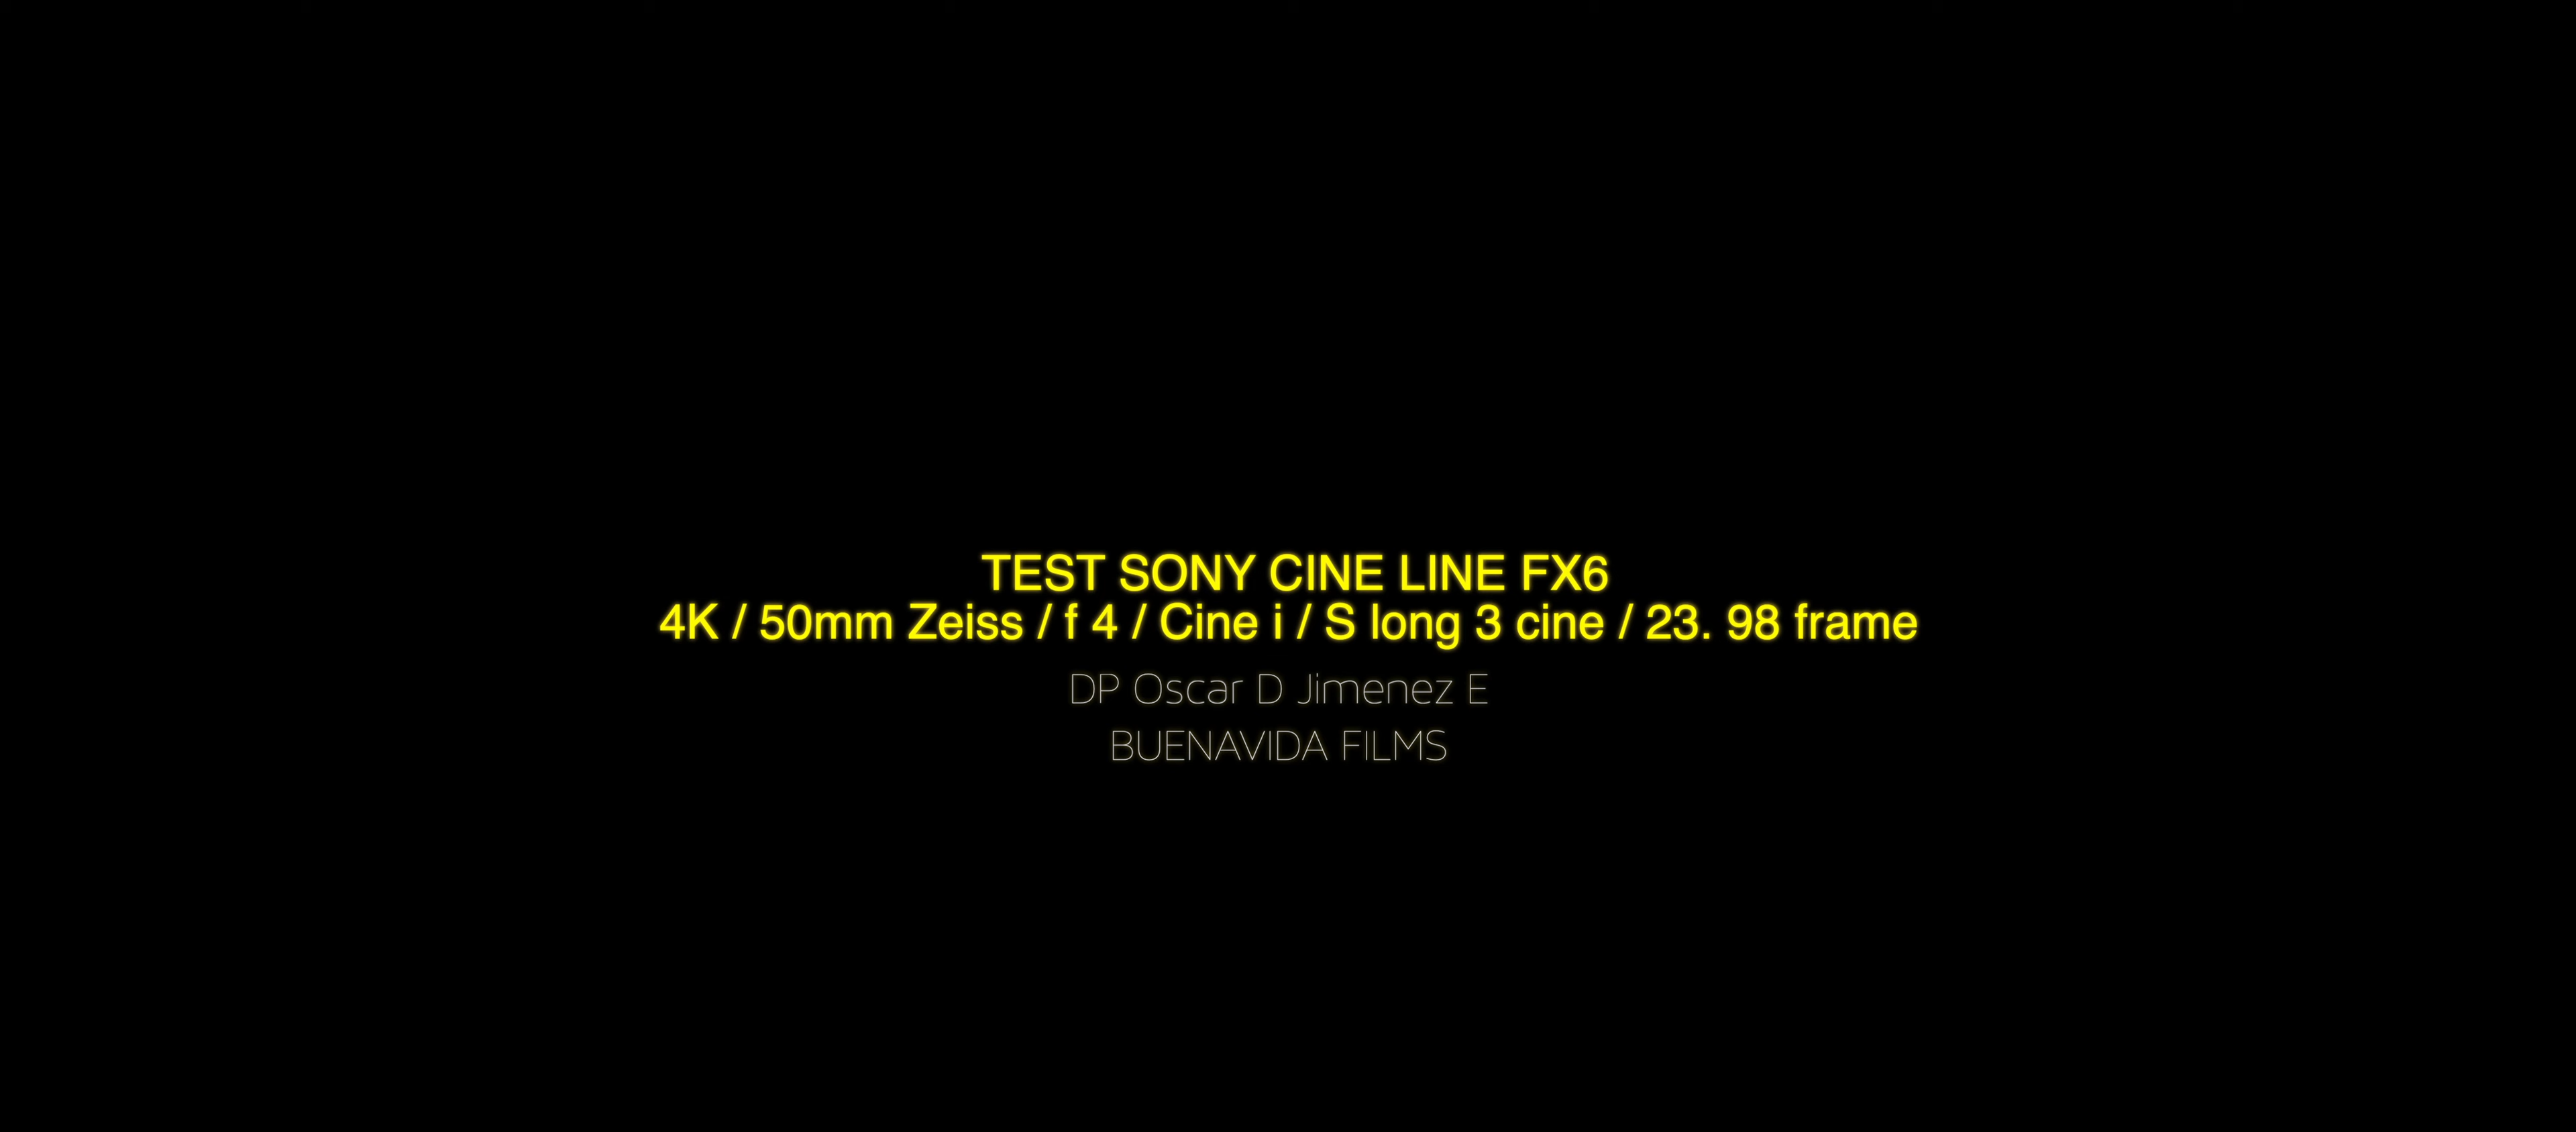 TEST SONY CINE LINE FX6
4K / 50mm Zeiss / f 4 / Cine i / S long 3 cine / 23. 98 frame
DP Oscar D Jimenez E
BUENAVIDA FILMS